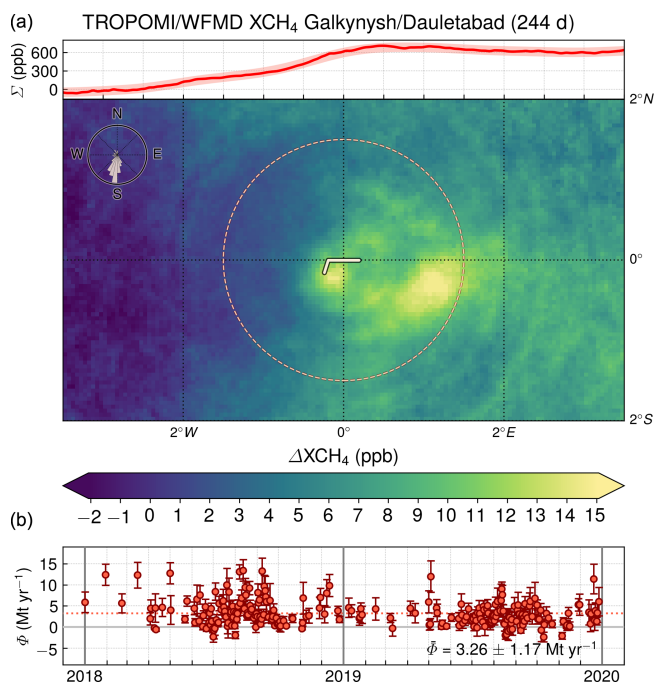 (a) TROPOMI/WFMD XCH₄ Galkynysh/Dauletabad (244 d)
Σ (ppb)
600
300
0
2°N
N
W E
S
0°
2°S
2°W 0° 2°E
ΔXCH₄ (ppb)
−2 −1 0 1 2 3 4 5 6 7 8 9 10 11 12 13 14 15
(b)
Φ (Mt yr⁻¹)
15
10
5
0
−5
Φ̄ = 3.26 ± 1.17 Mt yr⁻¹
2018 2019 2020